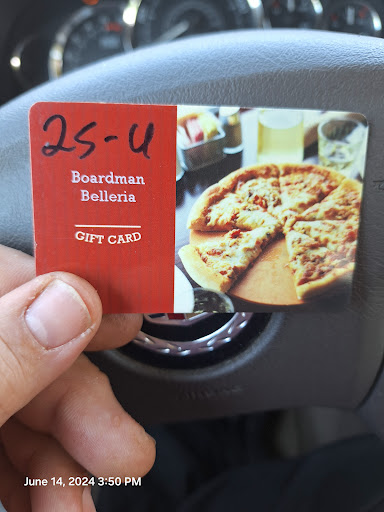 25-U
Boardman
Belleria
GIFT CARD
June 14, 2024 3:50 PM